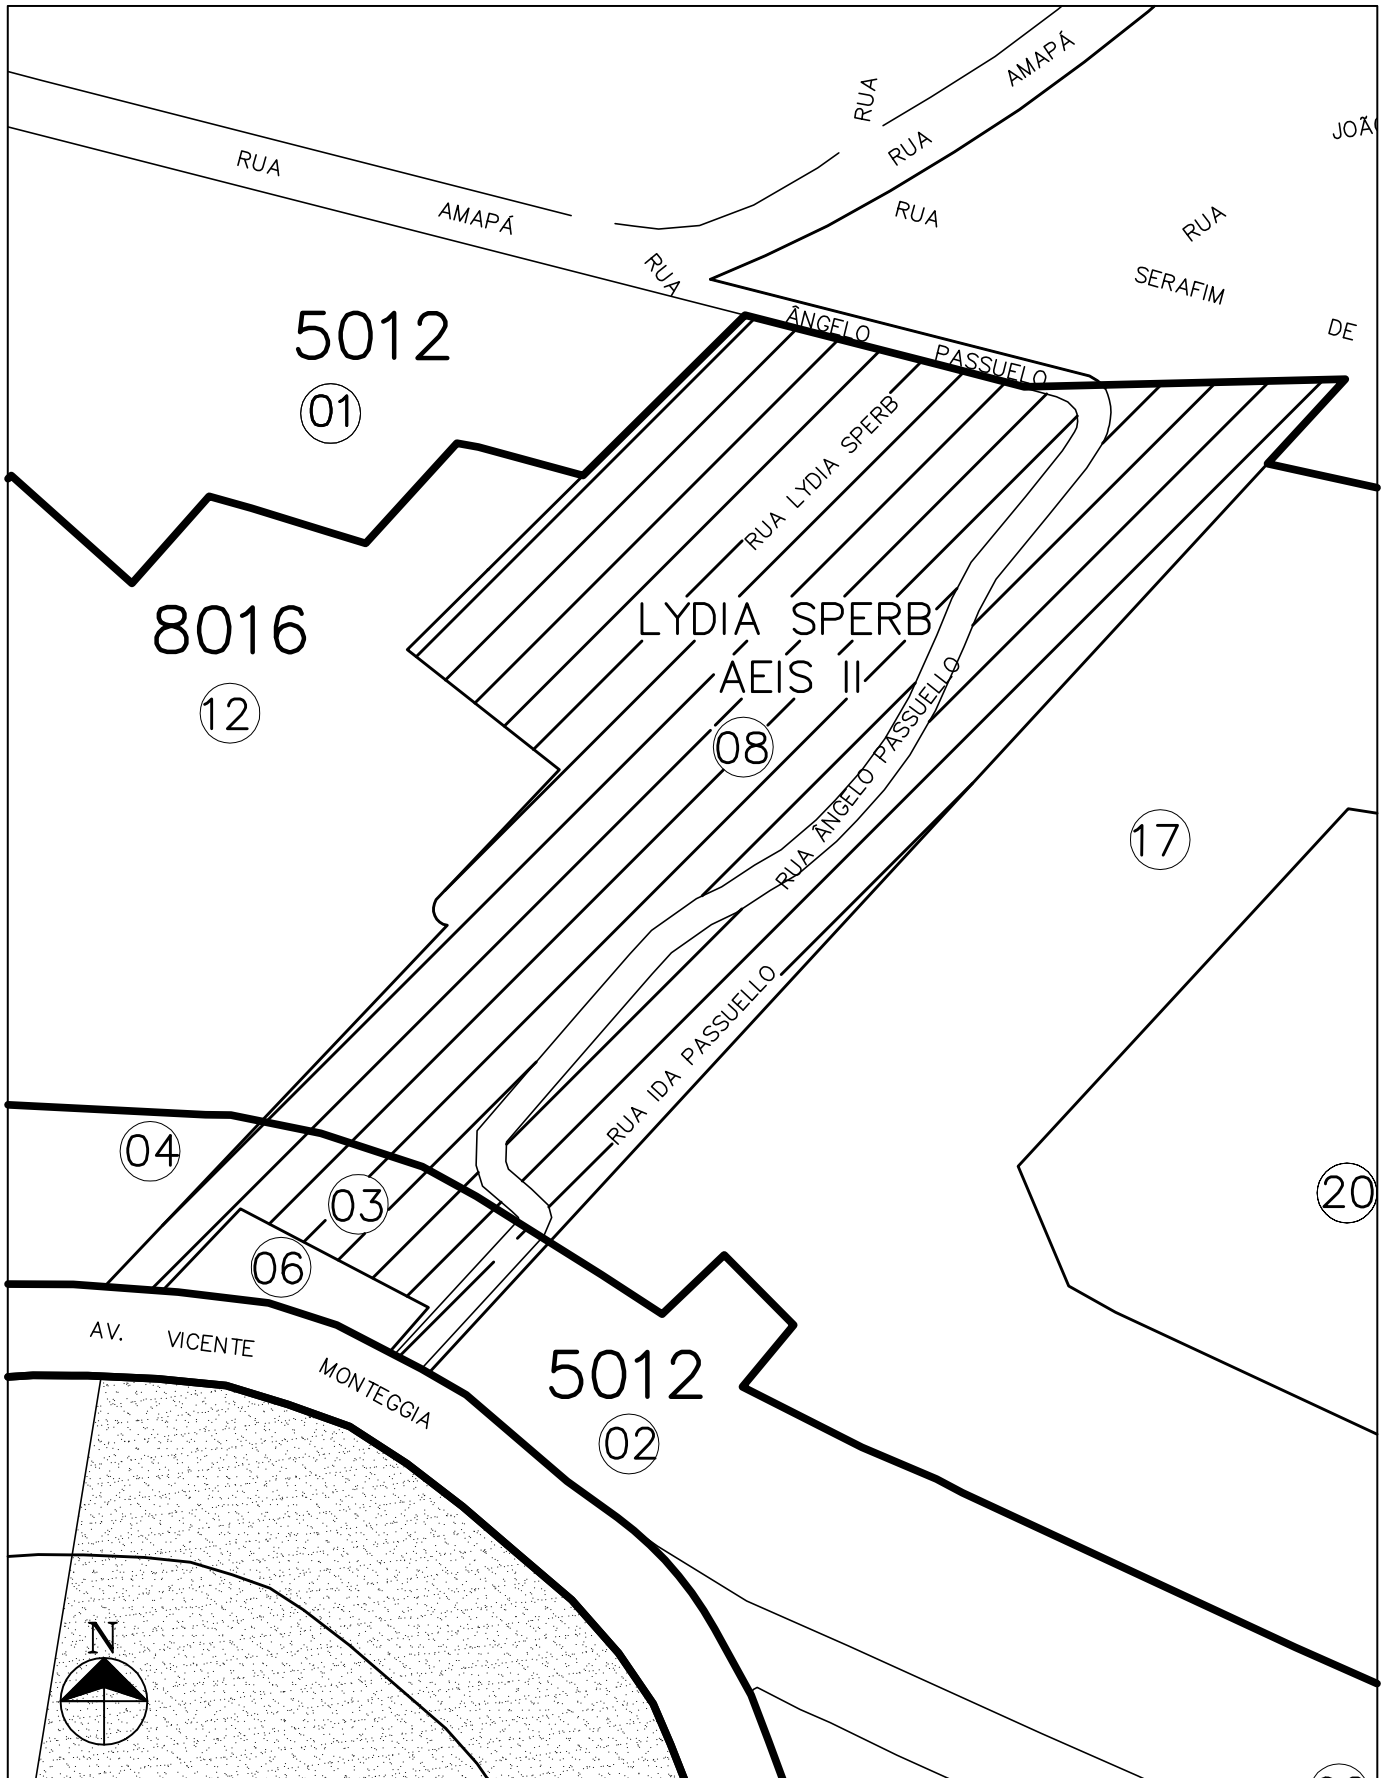 AMAPÁ
RUA
JOÃ
RUA
RUA
RUA
AMAPÁ
RUA
RUA
SERAFIM
ÂNGELO
PASSUELO
DE
5012
01
RUA LYDIA SPERB
8016
12
LYDIA SPERB
AEIS II
08
RUA ÂNGELO PASSUELLO
17
RUA IDA PASSUELLO
04
03
20
06
AV. VICENTE MONTEGGIA
5012
02
N